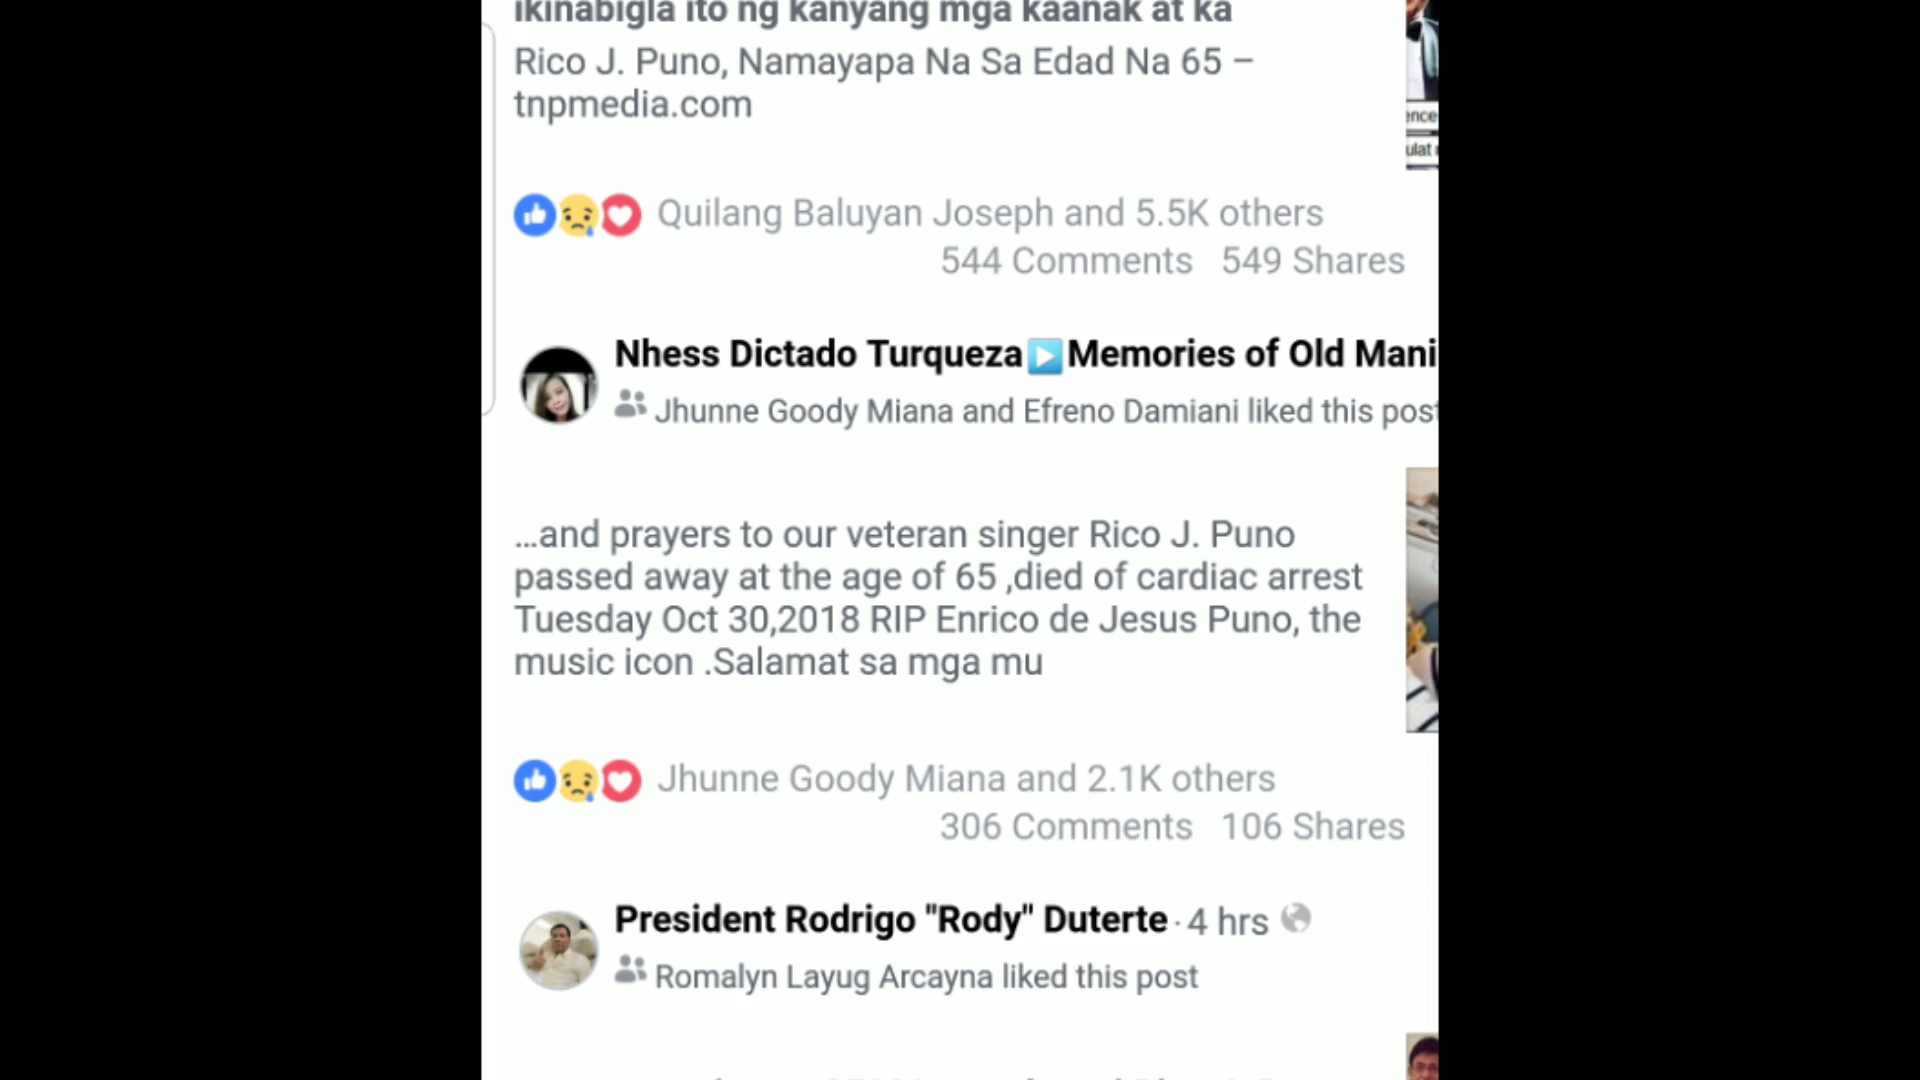 ikinabigla ito ng kanyang mga kaanak at ka
Rico J. Puno, Namayapa Na Sa Edad Na 65 –
tnpmedia.com
ence
ulat
Quilang Baluyan Joseph and 5.5K others
544 Comments 549 Shares
Nhess Dictado Turqueza▶Memories of Old Mani
Jhunne Goody Miana and Efreno Damiani liked this post
...and prayers to our veteran singer Rico J. Puno
passed away at the age of 65 ,died of cardiac arrest
Tuesday Oct 30,2018 RIP Enrico de Jesus Puno, the
music icon .Salamat sa mga mu
Jhunne Goody Miana and 2.1K others
306 Comments 106 Shares
President Rodrigo "Rody" Duterte · 4 hrs
Romalyn Layug Arcayna liked this post